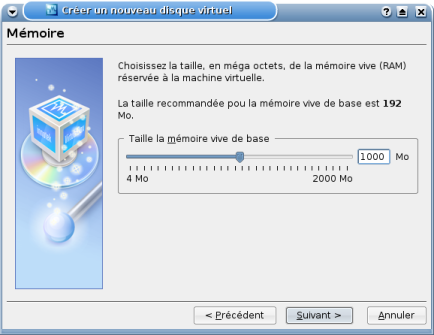 Créer un nouveau disque virtuel
Mémoire
Choisissez la taille, en méga octets, de la mémoire vive (RAM)
réservée à la machine virtuelle.
La taille recommandée pou la mémoire vive de base est 192
Mo.
Taille la mémoire vive de base
1000 Mo
4 Mo 2000 Mo
< Précédent Suivant > Annuler